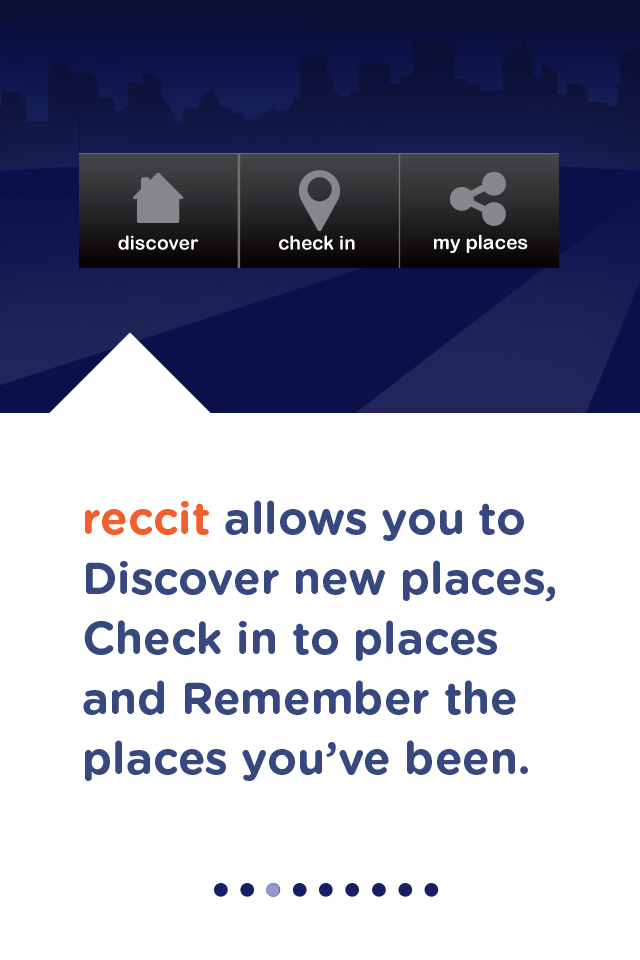 discover check in my places
reccit allows you to
Discover new places,
Check in to places
and Remember the
places you’ve been.